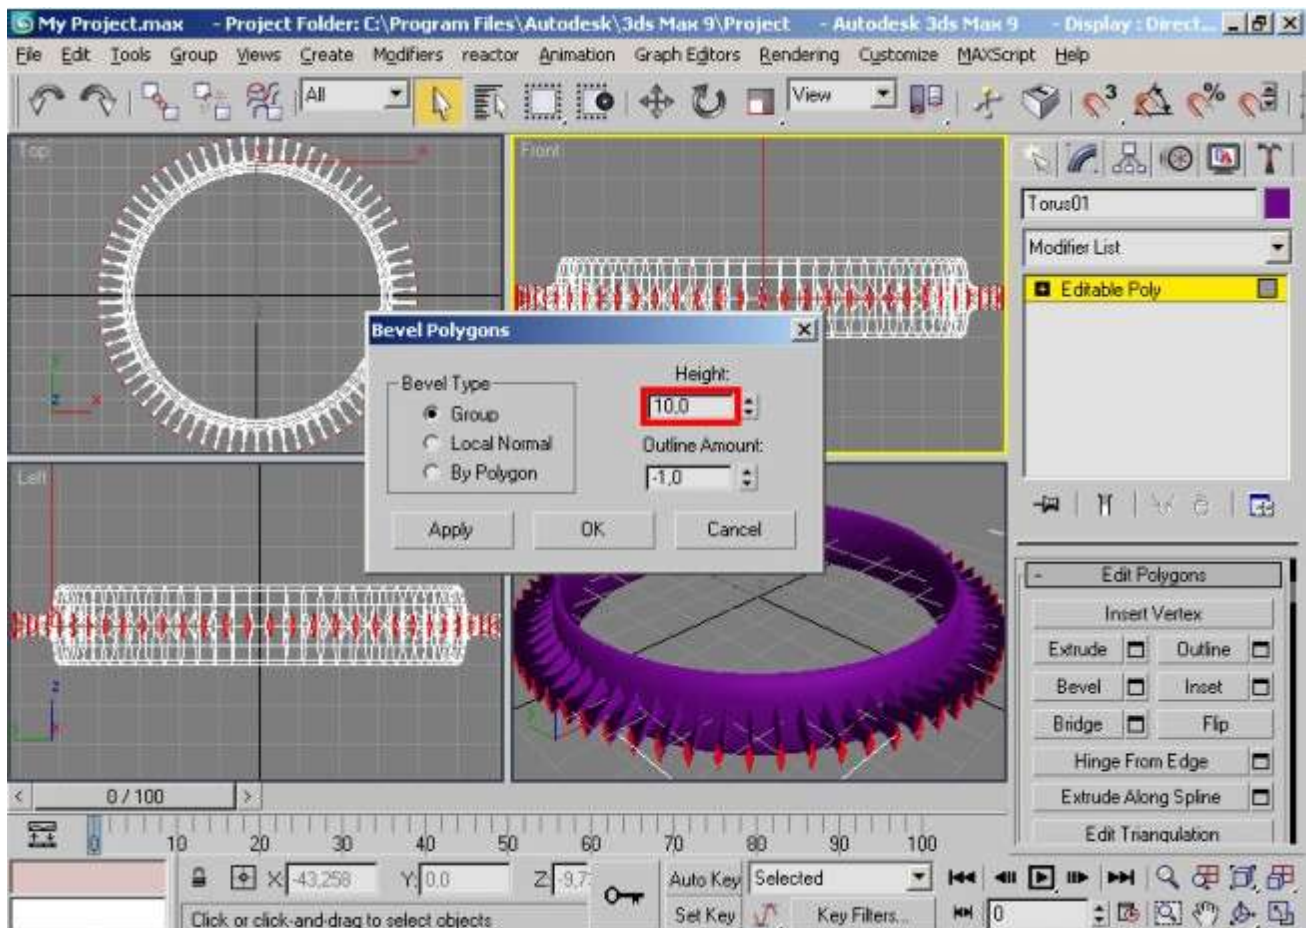 My Project.max - Project Folder: C:\Program Files\Autodesk\3ds Max 9\Project - Autodesk 3ds Max 9 - Display : Direct...
File Edit Tools Group Views Create Modifiers reactor Animation Graph Editors Rendering Customize MAXScript Help
All View 3 %
Top
Front
Torus01
Modifier List
Editable Poly
Bevel Polygons
Bevel Type
Group
Local Normal
By Polygon
Height:
10,0
Outline Amount:
-1,0
Apply OK Cancel
Left
Edit Polygons
Insert Vertex
Extrude Outline
Bevel Inset
Bridge Flip
Hinge From Edge
Extrude Along Spline
Edit Triangulation
0 / 100
0 10 20 30 40 50 60 70 80 90 100
X: -43,258 Y: 0,0 Z: -9,7
Auto Key Selected
Click or click-and-drag to select objects
Set Key Key Filters... 0